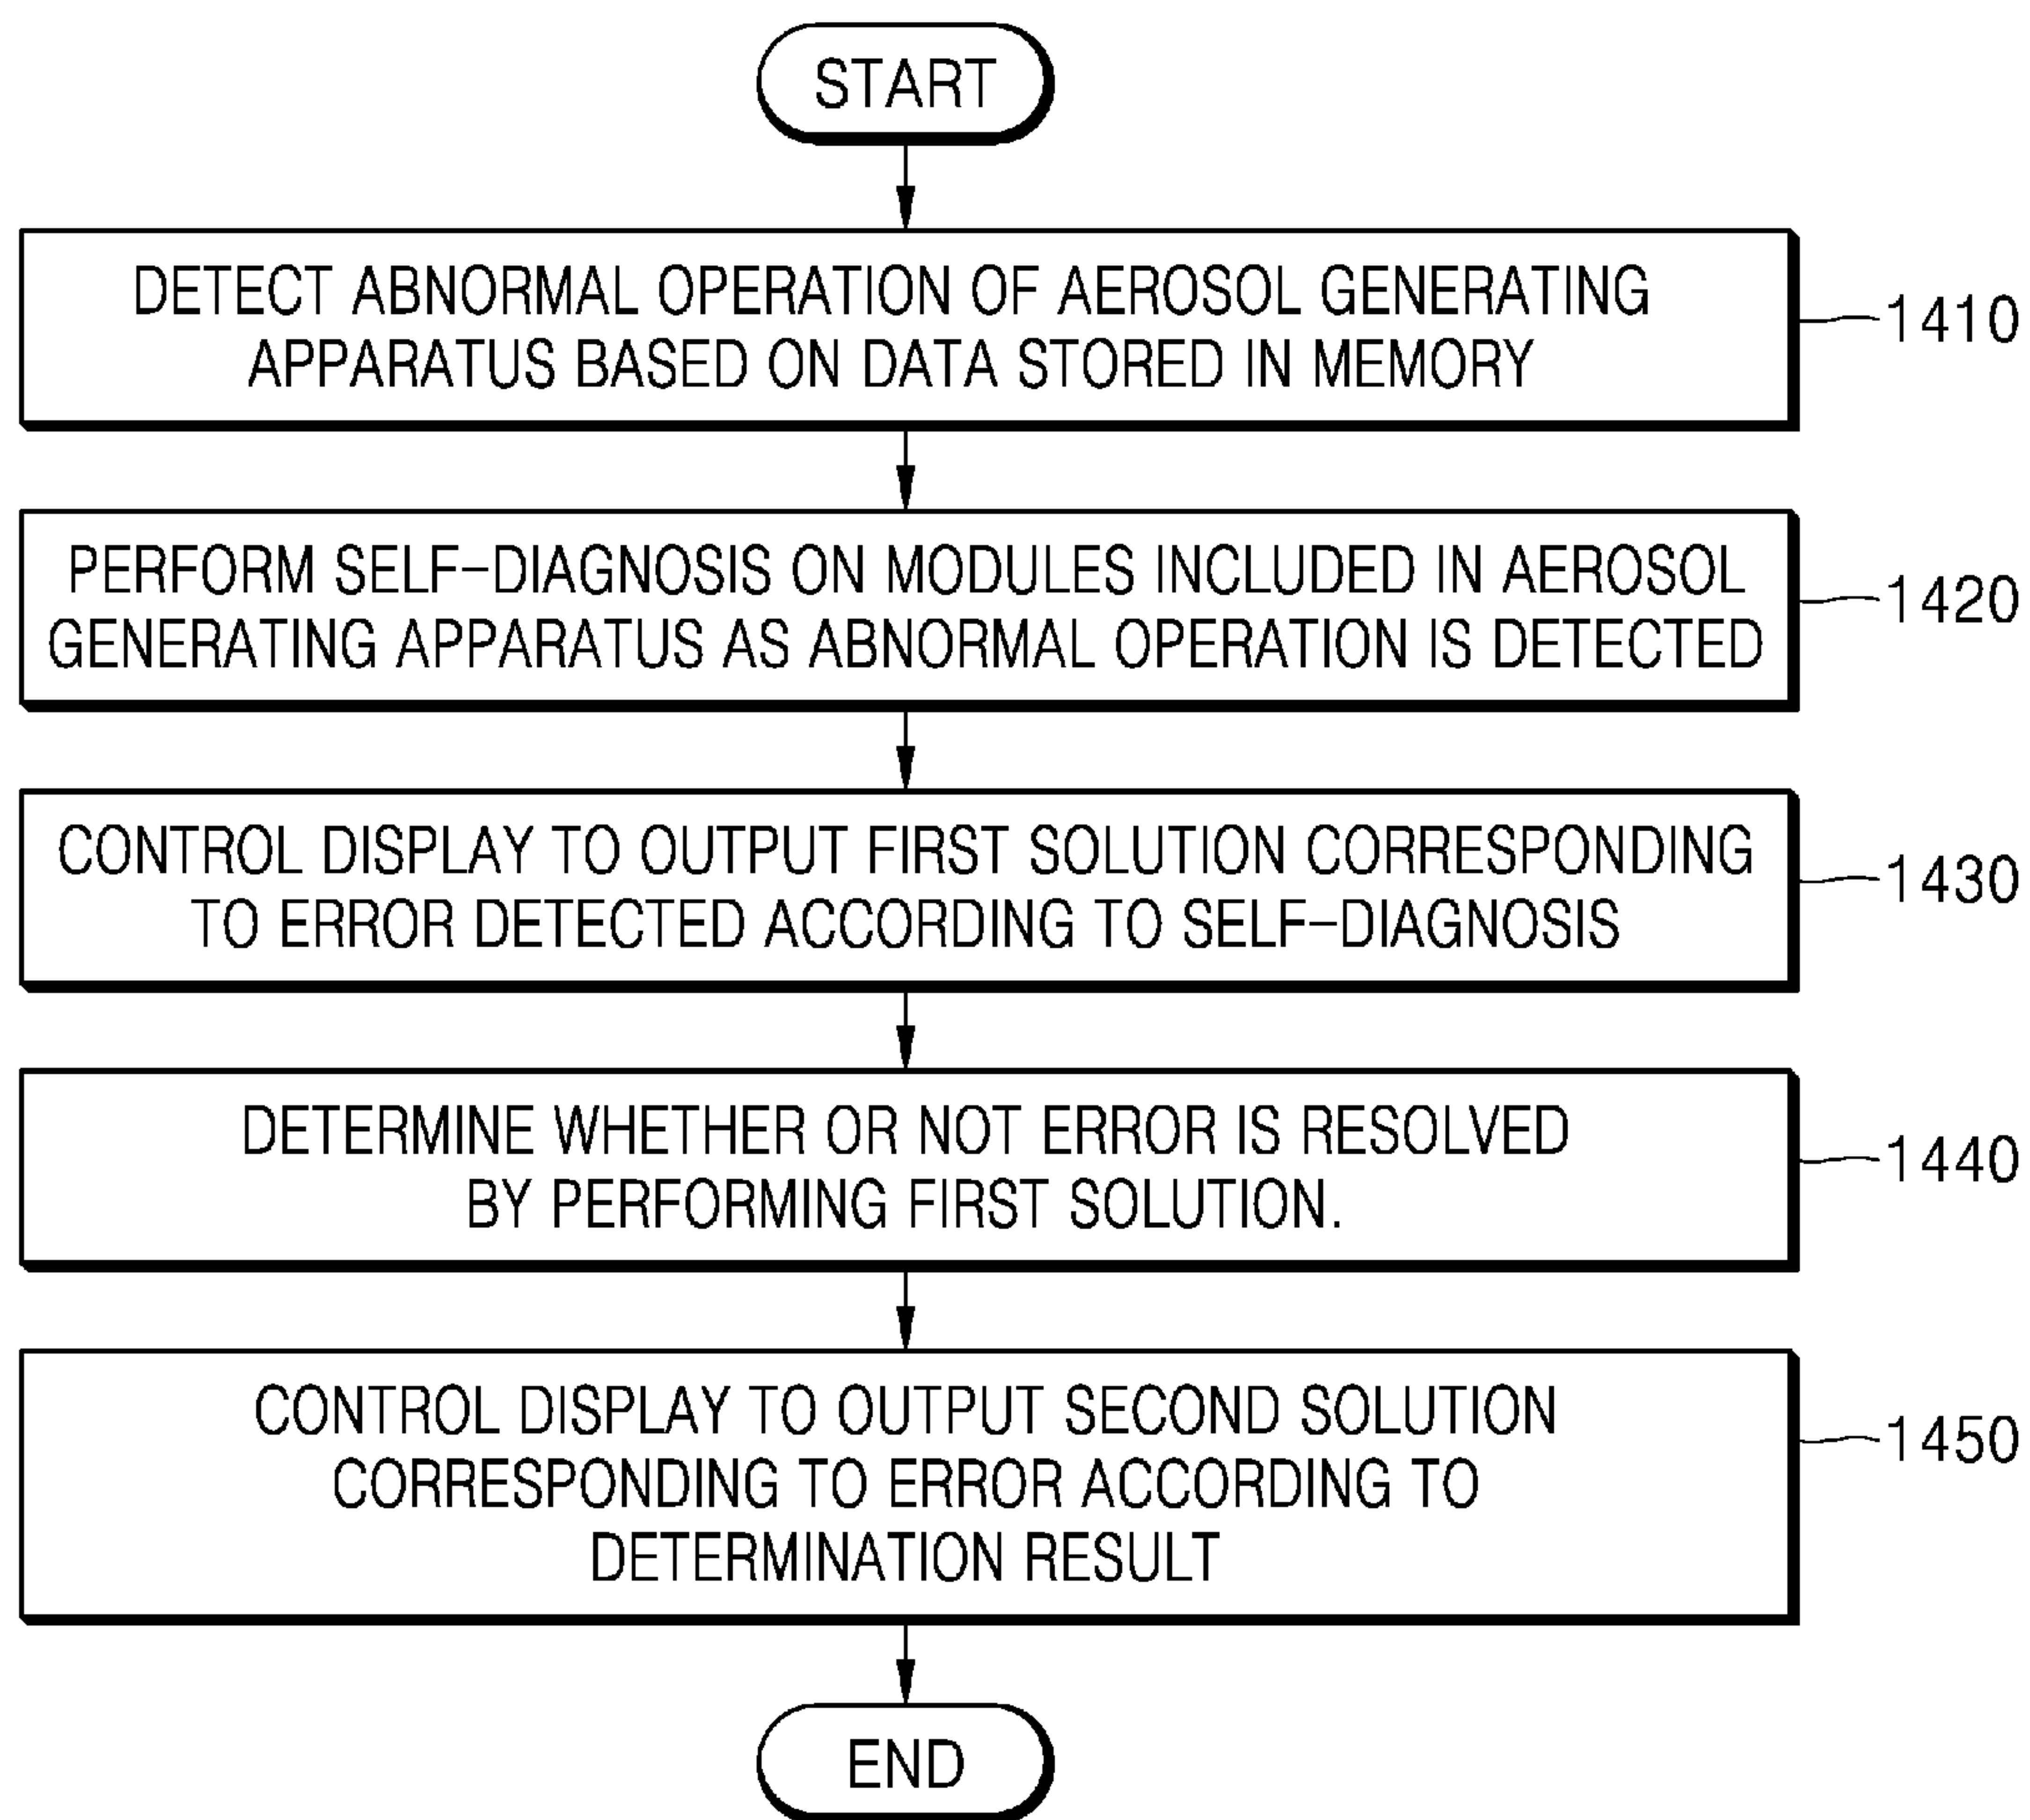 START
DETECT ABNORMAL OPERATION OF AEROSOL GENERATING
APPARATUS BASED ON DATA STORED IN MEMORY
1410
PERFORM SELF-DIAGNOSIS ON MODULES INCLUDED IN AEROSOL
GENERATING APPARATUS AS ABNORMAL OPERATION IS DETECTED
1420
CONTROL DISPLAY TO OUTPUT FIRST SOLUTION CORRESPONDING
TO ERROR DETECTED ACCORDING TO SELF-DIAGNOSIS
1430
DETERMINE WHETHER OR NOT ERROR IS RESOLVED
BY PERFORMING FIRST SOLUTION.
1440
CONTROL DISPLAY TO OUTPUT SECOND SOLUTION
CORRESPONDING TO ERROR ACCORDING TO
DETERMINATION RESULT
1450
END